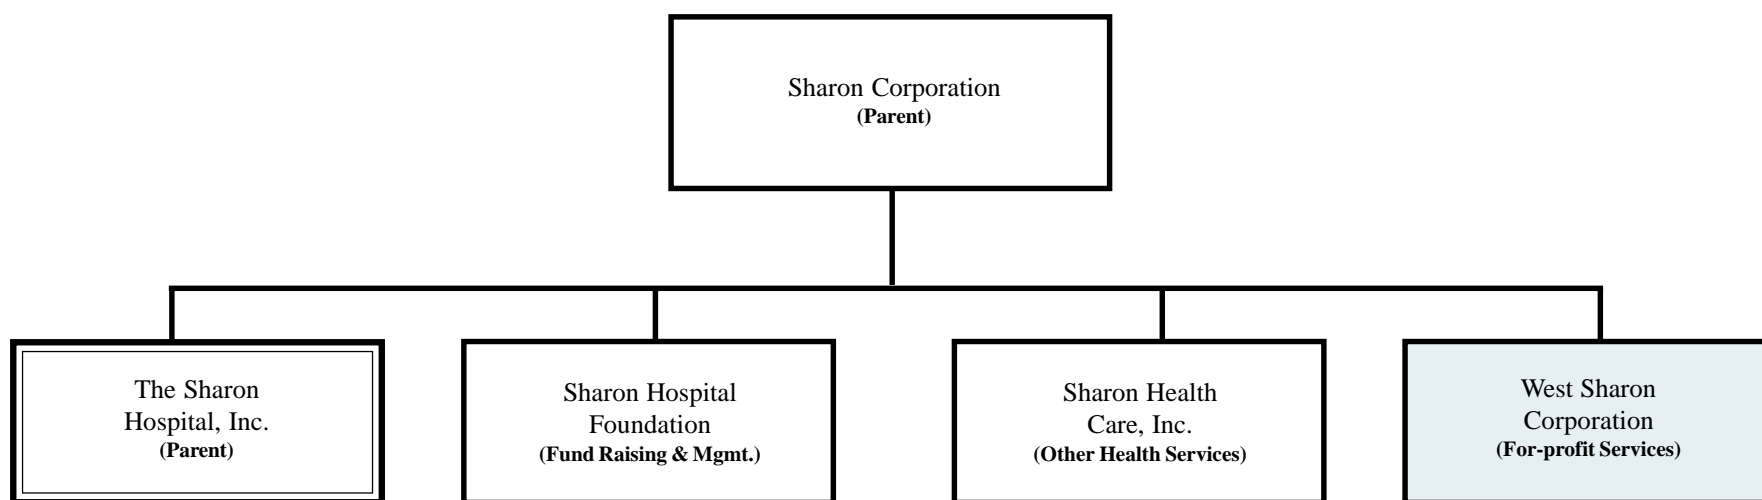 Sharon Corporation
(Parent)
The Sharon
Hospital, Inc.
(Parent)
Sharon Hospital
Foundation
(Fund Raising & Mgmt.)
Sharon Health
Care, Inc.
(Other Health Services)
West Sharon
Corporation
(For-profit Services)